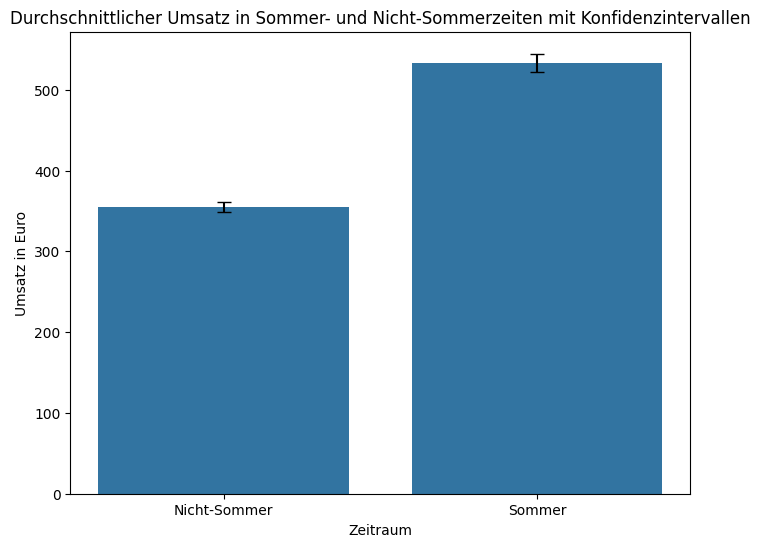 Durchschnittlicher Umsatz in Sommer- und Nicht-Sommerzeiten mit Konfidenzintervallen
Umsatz in Euro
500
400
300
200
100
0
Nicht-Sommer
Sommer
Zeitraum